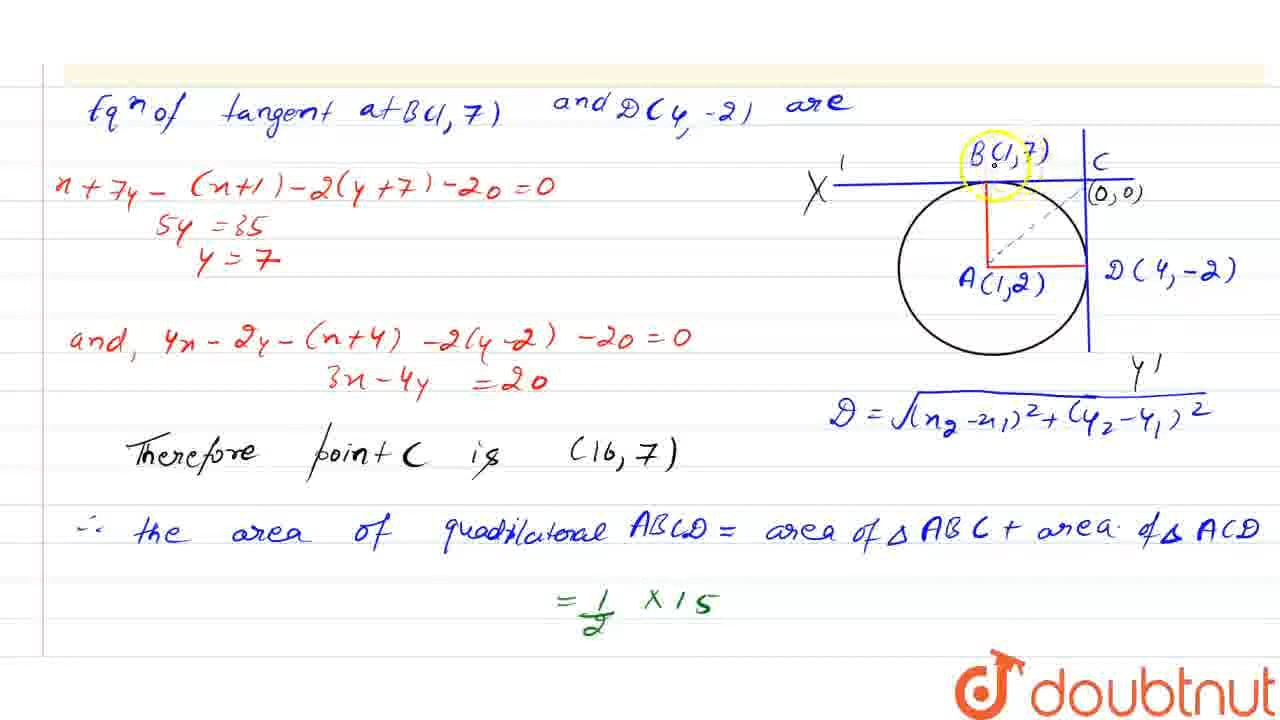 Eqⁿ of tangent at B(1, 7) and D(4, -2) are
x + 7y - (x+1) - 2(y+7) - 20 = 0
5y = 35
y = 7
and, 4x - 2y - (x+4) - 2(y-2) - 20 = 0
3x - 4y = 20
Therefore point C is (16, 7)
∴ the area of quadilateral ABCD = area of Δ ABC + area of Δ ACD
= 1/2 × 15
B(1, 7)
C
X'
(0, 0)
A(1, 2)
D(4, -2)
Y'
D = √(x₂ - x₁)² + (y₂ - y₁)²
doubtnut